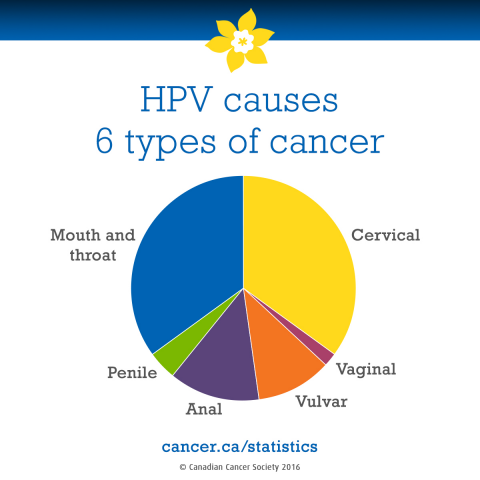 HPV causes
6 types of cancer
Mouth and
throat
Cervical
Penile
Vaginal
Anal
Vulvar
cancer.ca/statistics
© Canadian Cancer Society 2016